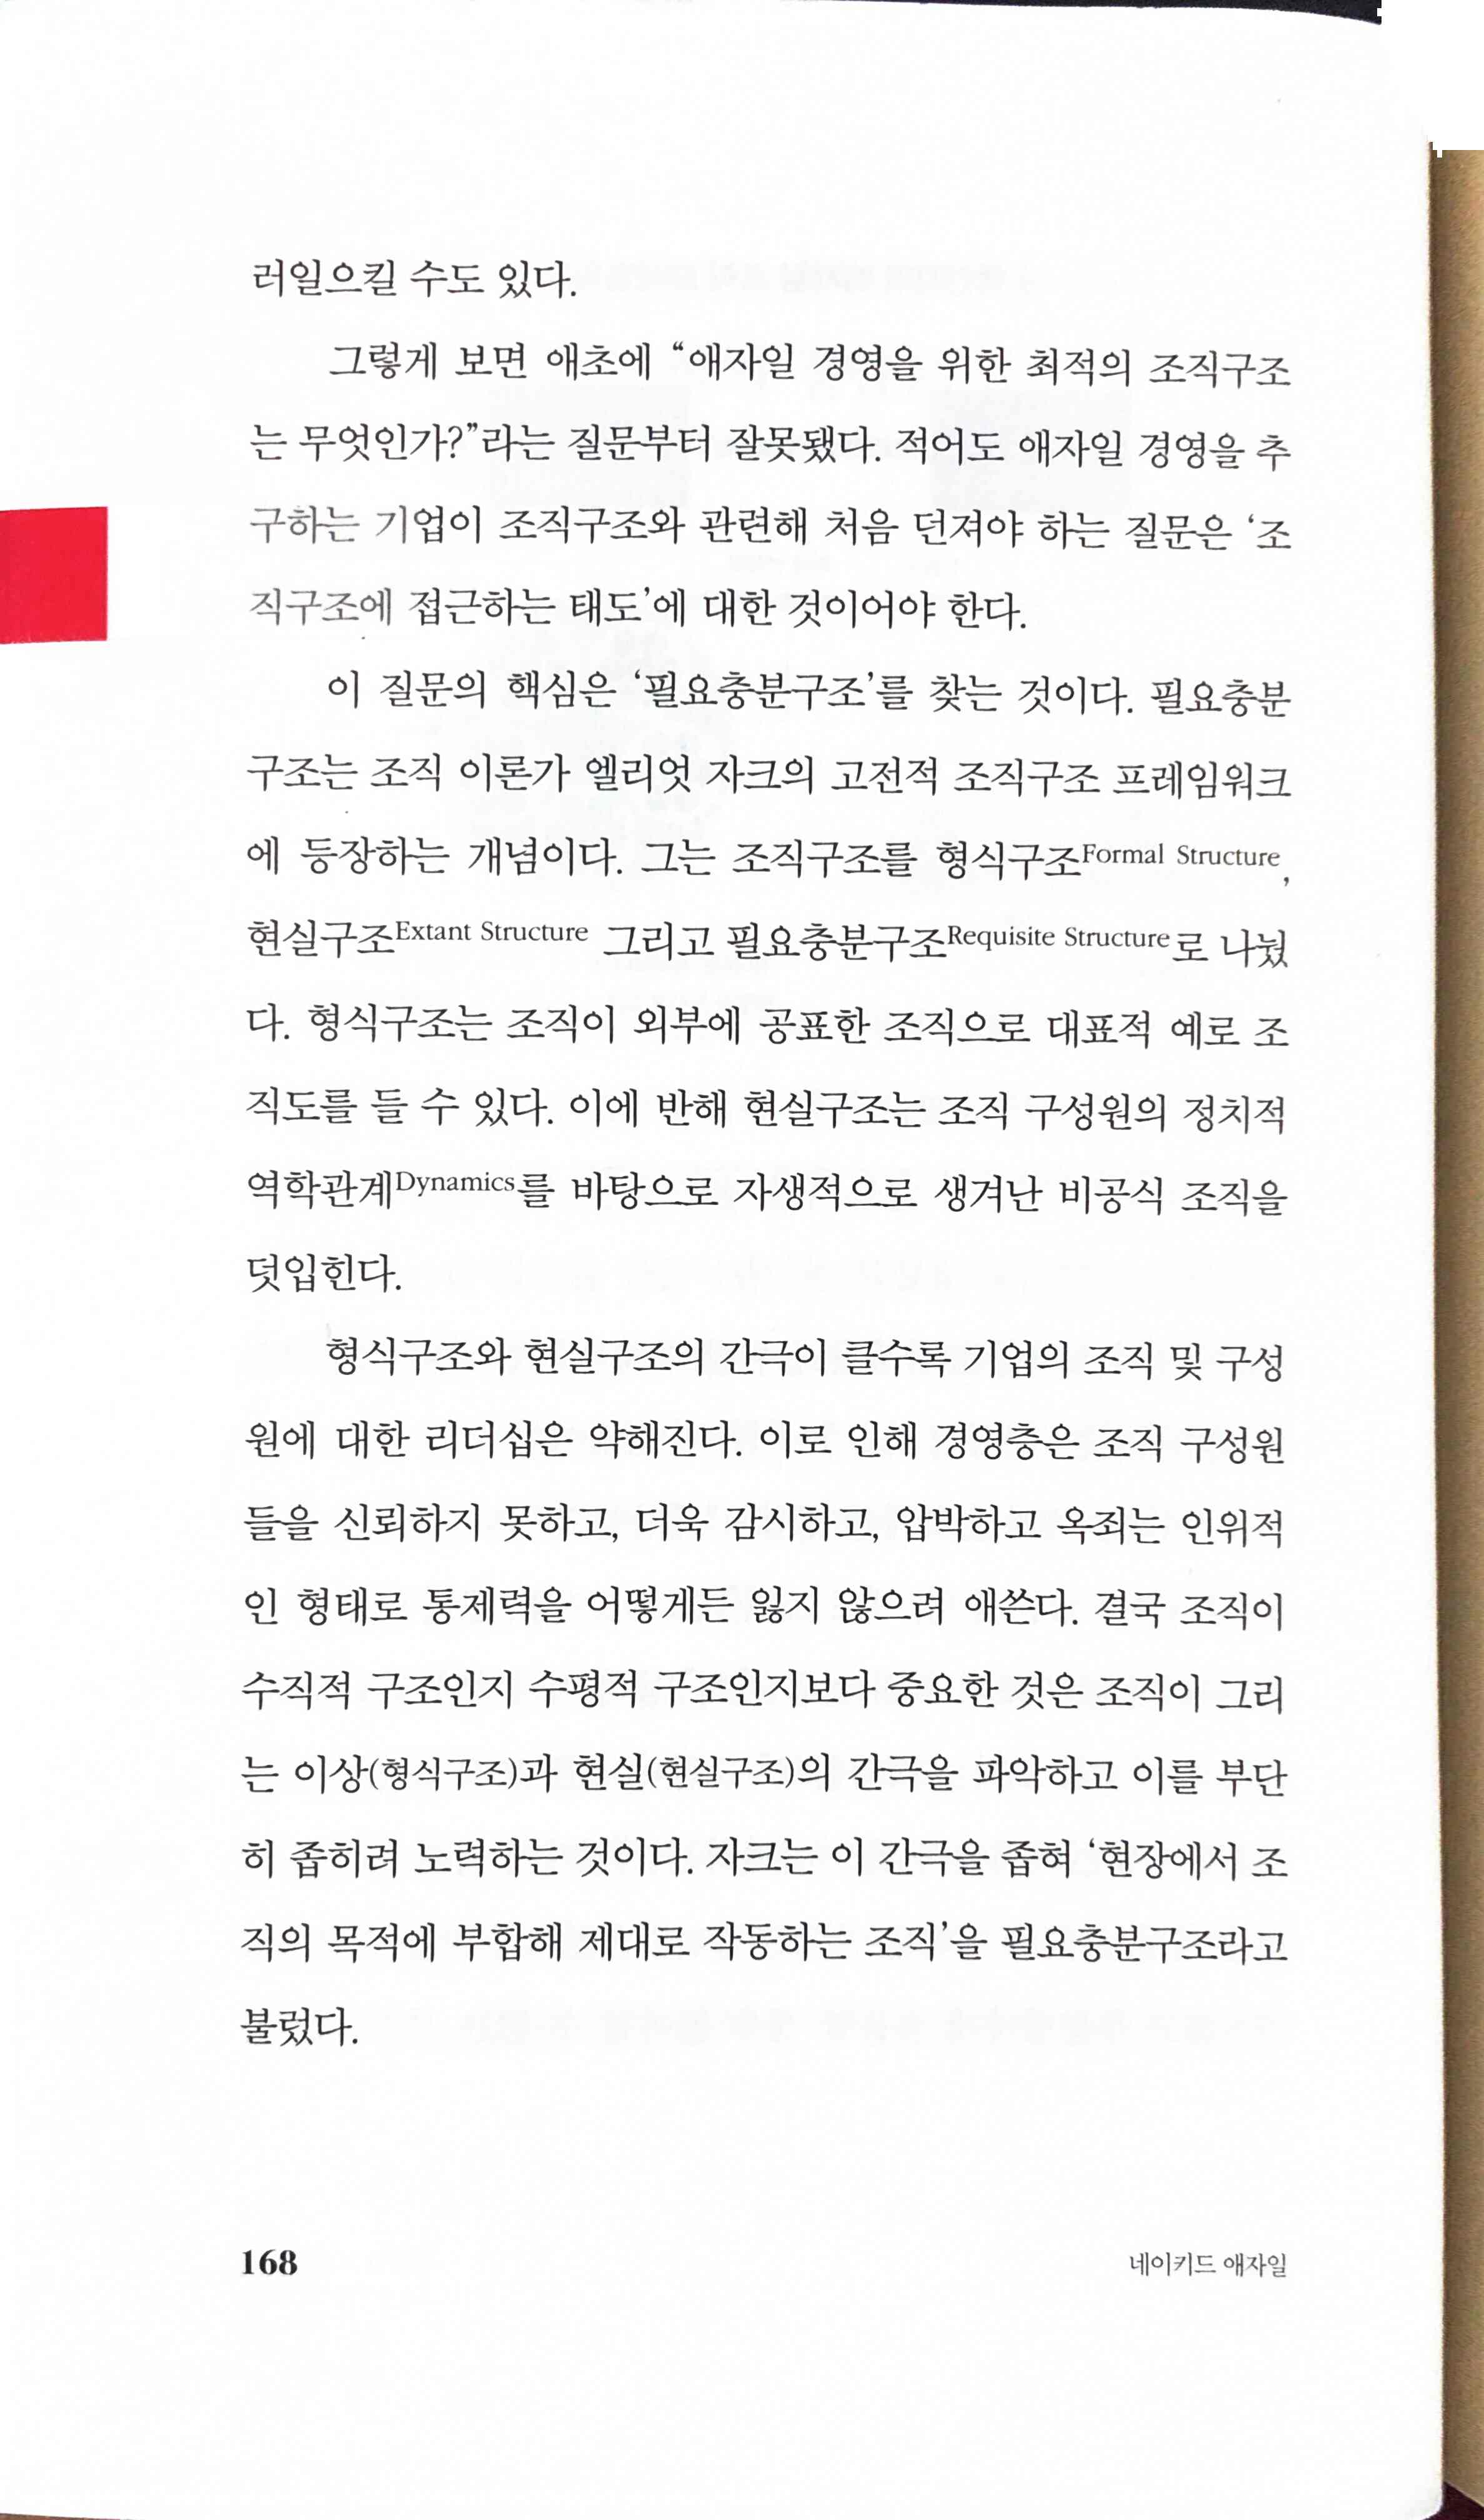 러일으킬 수도 있다.
그렇게 보면 애초에 “애자일 경영을 위한 최적의 조직구조
는 무엇인가?”라는 질문부터 잘못됐다. 적어도 애자일 경영을 추
구하는 기업이 조직구조와 관련해 처음 던져야 하는 질문은 ‘조
직구조에 접근하는 태도’에 대한 것이어야 한다.
이 질문의 핵심은 ‘필요충분구조’를 찾는 것이다. 필요충분
구조는 조직 이론가 엘리엇 자크의 고전적 조직구조 프레임워크
에 등장하는 개념이다. 그는 조직구조를 형식구조Formal Structure,
현실구조Extant Structure 그리고 필요충분구조Requisite Structure로 나눴
다. 형식구조는 조직이 외부에 공표한 조직으로 대표적 예로 조
직도를 들 수 있다. 이에 반해 현실구조는 조직 구성원의 정치적
역학관계Dynamics를 바탕으로 자생적으로 생겨난 비공식 조직을
덧입힌다.
형식구조와 현실구조의 간극이 클수록 기업의 조직 및 구성
원에 대한 리더십은 약해진다. 이로 인해 경영층은 조직 구성원
들을 신뢰하지 못하고, 더욱 감시하고, 압박하고 옥죄는 인위적
인 형태로 통제력을 어떻게든 잃지 않으려 애쓴다. 결국 조직이
수직적 구조인지 수평적 구조인지보다 중요한 것은 조직이 그리
는 이상(형식구조)과 현실(현실구조)의 간극을 파악하고 이를 부단
히 좁히려 노력하는 것이다. 자크는 이 간극을 좁혀 ‘현장에서 조
직의 목적에 부합해 제대로 작동하는 조직’을 필요충분구조라고
불렀다.
168
네이키드 애자일